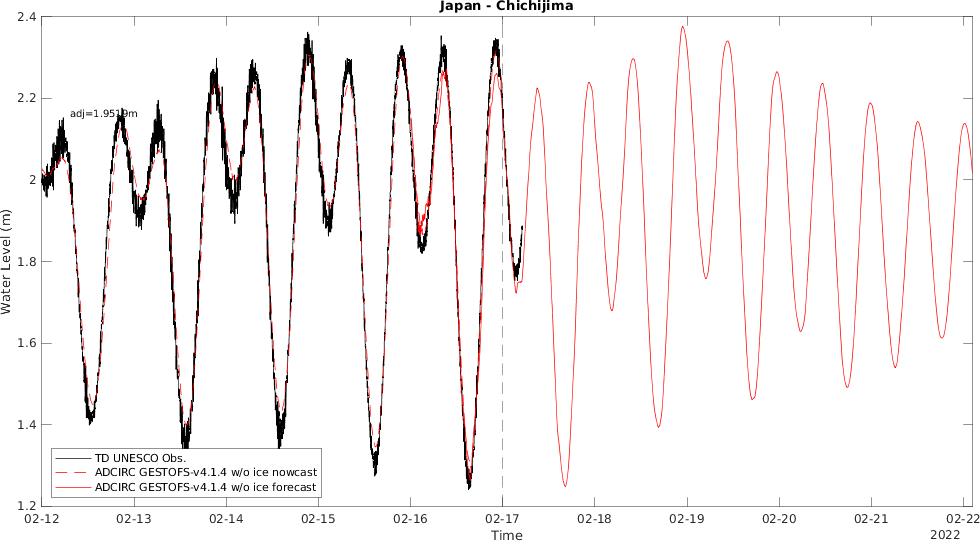 Japan - Chichijima
2.4
2.2
2
1.8
1.6
1.4
1.2
Water Level (m)
adj=1.9519m
TD UNESCO Obs.
ADCIRC GESTOFS-v4.1.4 w/o ice nowcast
ADCIRC GESTOFS-v4.1.4 w/o ice forecast
02-12 02-13 02-14 02-15 02-16 02-17 02-18 02-19 02-20 02-21 02-22
Time
2022